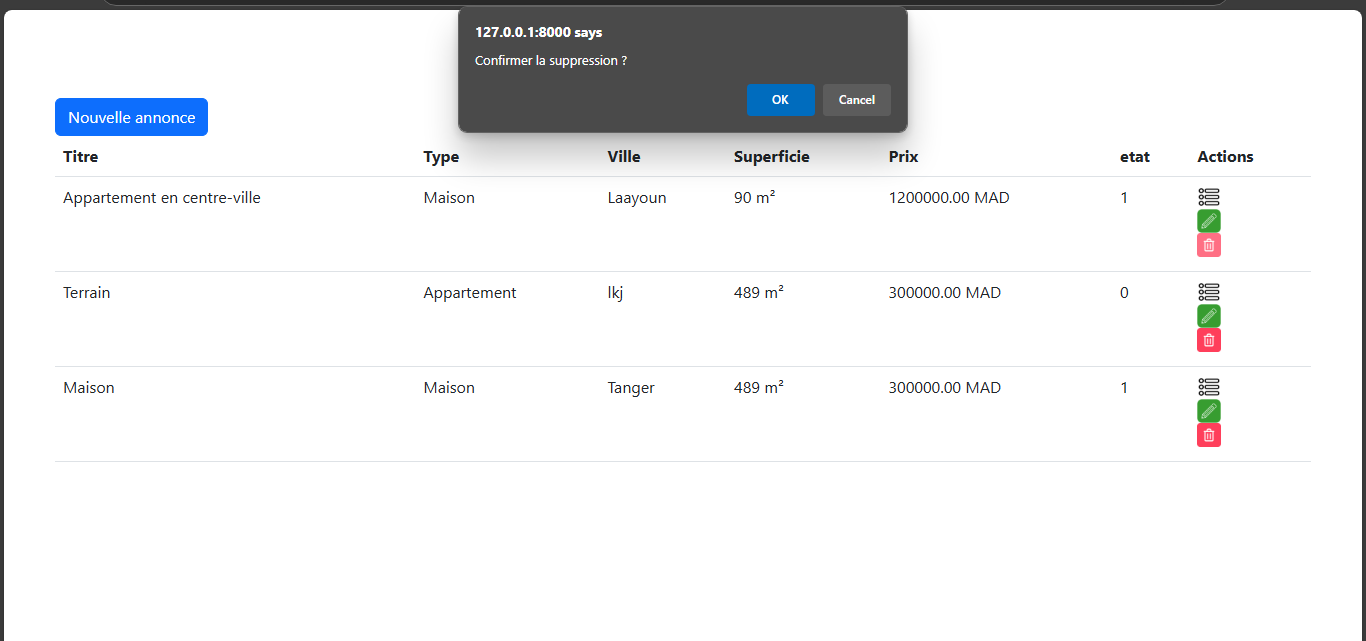 127.0.0.1:8000 says
Confirmer la suppression ?
OK Cancel
Nouvelle annonce
Titre Type Ville Superficie Prix etat Actions
Appartement en centre-ville Maison Laayoun 90 m² 1200000.00 MAD 1
Terrain Appartement lkj 489 m² 300000.00 MAD 0
Maison Maison Tanger 489 m² 300000.00 MAD 1